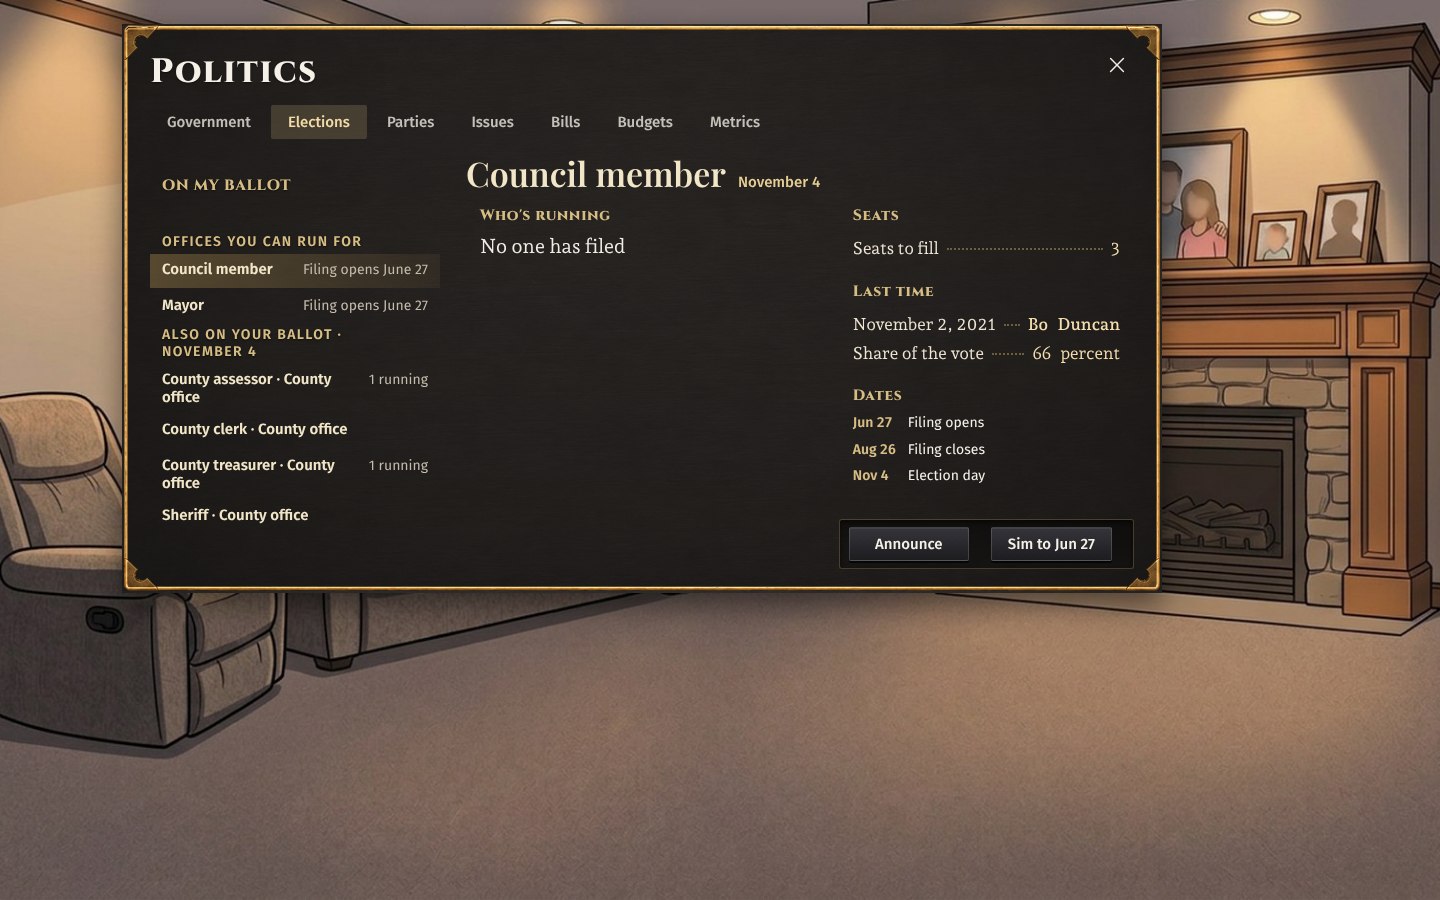 Politics
Government Elections Parties Issues Bills Budgets Metrics
On my ballot
OFFICES YOU CAN RUN FOR
Council member Filing opens June 27
Mayor Filing opens June 27
ALSO ON YOUR BALLOT ·
NOVEMBER 4
County assessor · County 1 running
office
County clerk · County office
County treasurer · County 1 running
office
Sheriff · County office
Council member November 4
Who's running
No one has filed
Seats
Seats to fill 3
Last time
November 2, 2021 Bo Duncan
Share of the vote 66 percent
Dates
Jun 27 Filing opens
Aug 26 Filing closes
Nov 4 Election day
Announce Sim to Jun 27